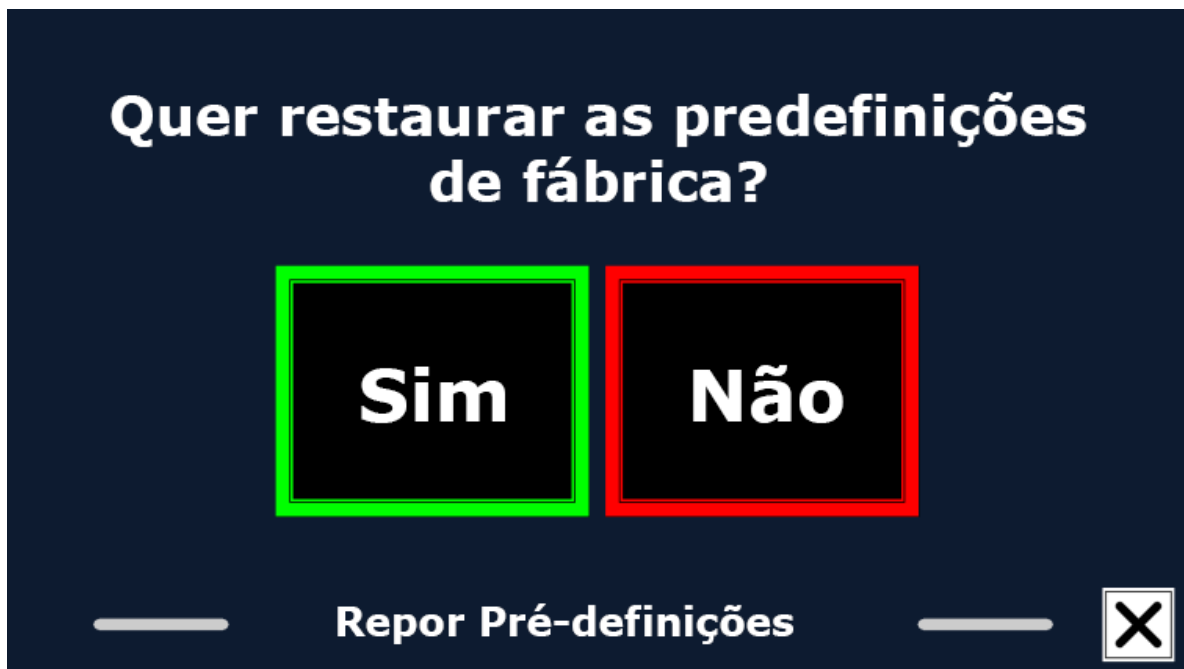 Quer restaurar as predefinições
de fábrica?
Sim
Não
Repor Pré-definições